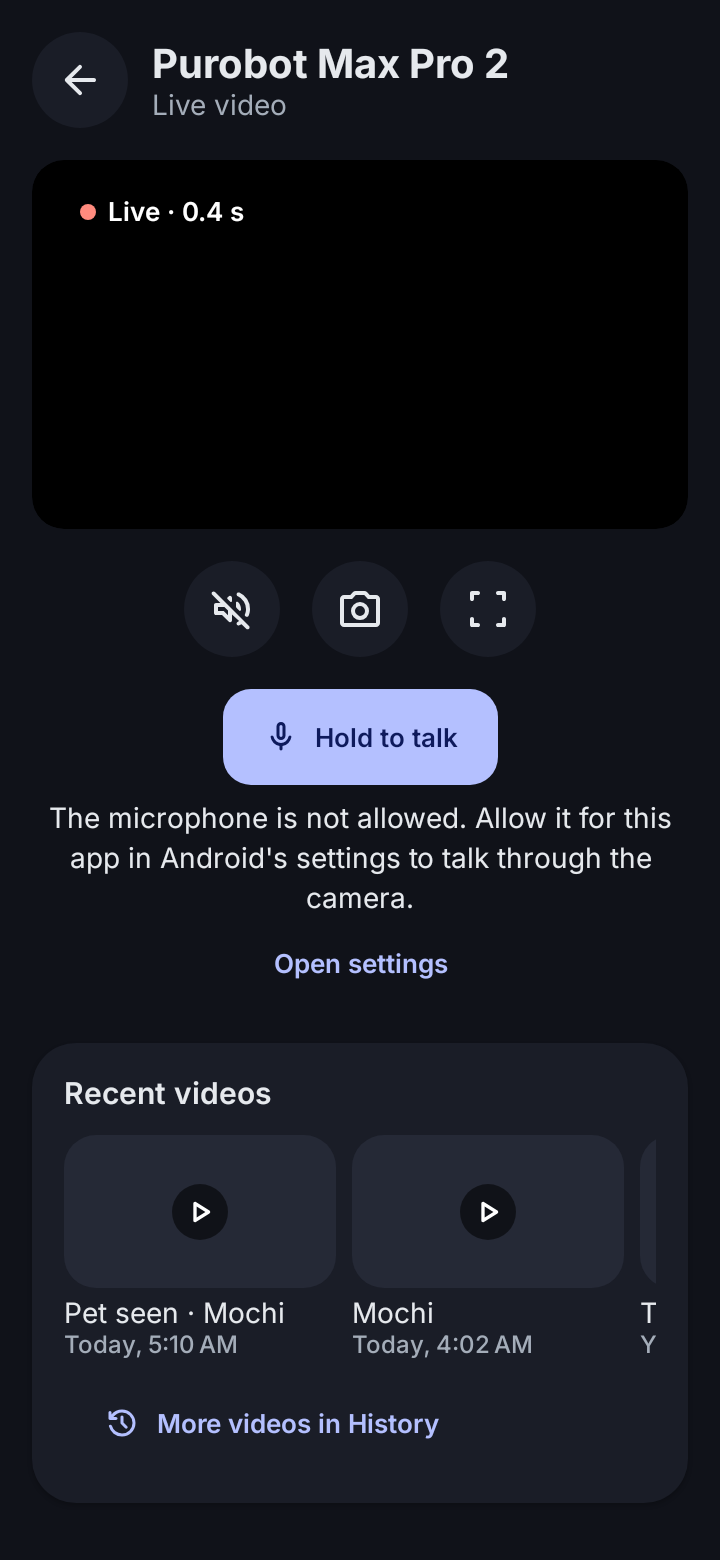 Purobot Max Pro 2
Live video
Live · 0.4 s
Hold to talk
The microphone is not allowed. Allow it for this
app in Android's settings to talk through the
camera.
Open settings
Recent videos
Pet seen · Mochi
Today, 5:10 AM
Mochi
Today, 4:02 AM
T
Y
More videos in History